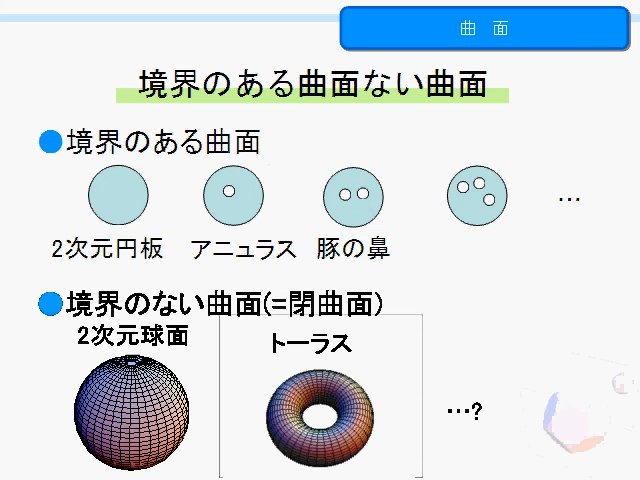 曲　面
境界のある曲面ない曲面
●境界のある曲面
…
2次元円板 アニュラス 豚の鼻
●境界のない曲面(=閉曲面)
2次元球面 トーラス
…?